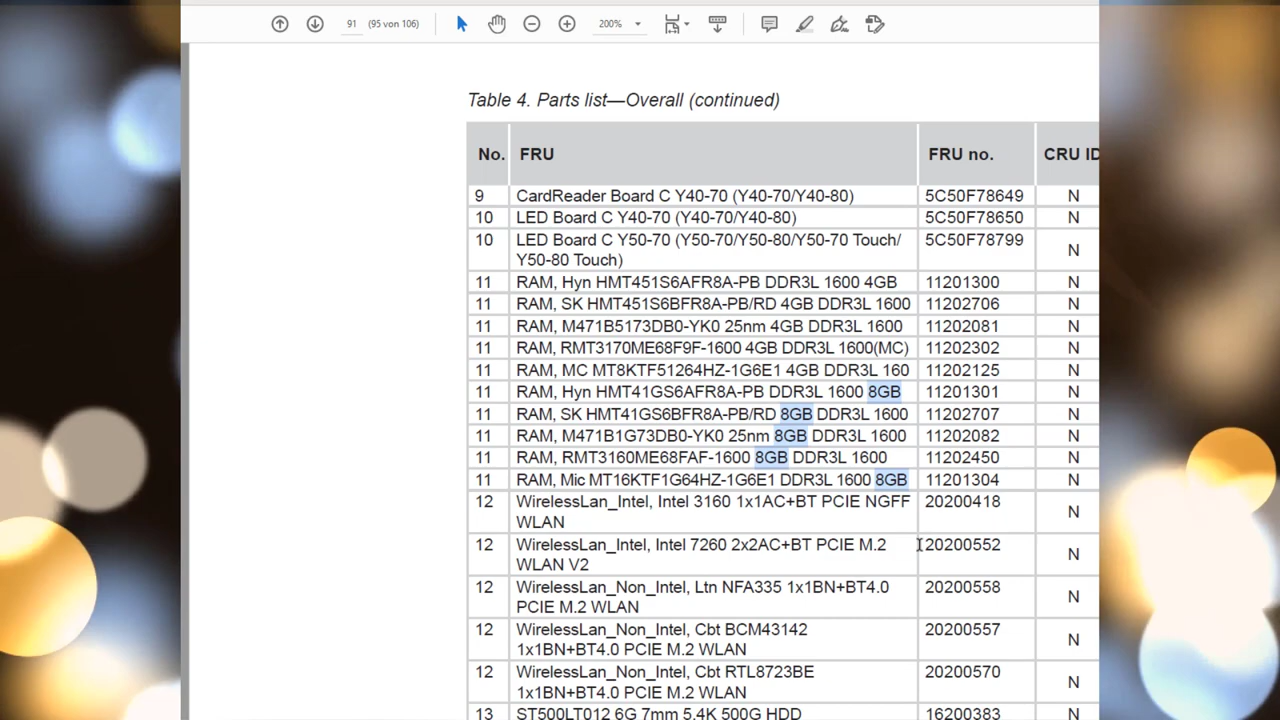 91 (95 von 106) 200%
Table 4. Parts list—Overall (continued)
No. FRU FRU no. CRU ID
9 CardReader Board C Y40-70 (Y40-70/Y40-80) 5C50F78649 N
10 LED Board C Y40-70 (Y40-70/Y40-80) 5C50F78650 N
10 LED Board C Y50-70 (Y50-70/Y50-80/Y50-70 Touch/ 5C50F78799 N
Y50-80 Touch)
11 RAM, Hyn HMT451S6AFR8A-PB DDR3L 1600 4GB 11201300 N
11 RAM, SK HMT451S6BFR8A-PB/RD 4GB DDR3L 1600 11202706 N
11 RAM, M471B5173DB0-YK0 25nm 4GB DDR3L 1600 11202081 N
11 RAM, RMT3170ME68F9F-1600 4GB DDR3L 1600(MC) 11202302 N
11 RAM, MC MT8KTF51264HZ-1G6E1 4GB DDR3L 160 11202125 N
11 RAM, Hyn HMT41GS6AFR8A-PB DDR3L 1600 8GB 11201301 N
11 RAM, SK HMT41GS6BFR8A-PB/RD 8GB DDR3L 1600 11202707 N
11 RAM, M471B1G73DB0-YK0 25nm 8GB DDR3L 1600 11202082 N
11 RAM, RMT3160ME68FAF-1600 8GB DDR3L 1600 11202450 N
11 RAM, Mic MT16KTF1G64HZ-1G6E1 DDR3L 1600 8GB 11201304 N
12 WirelessLan_Intel, Intel 3160 1x1AC+BT PCIE NGFF 20200418 N
WLAN
12 WirelessLan_Intel, Intel 7260 2x2AC+BT PCIE M.2 20200552 N
WLAN V2
12 WirelessLan_Non_Intel, Ltn NFA335 1x1BN+BT4.0 20200558 N
PCIE M.2 WLAN
12 WirelessLan_Non_Intel, Cbt BCM43142 20200557 N
1x1BN+BT4.0 PCIE M.2 WLAN
12 WirelessLan_Non_Intel, Cbt RTL8723BE 20200570 N
1x1BN+BT4.0 PCIE M.2 WLAN
13 ST500LT012 6G 7mm 5.4K 500G HDD 16200383 N